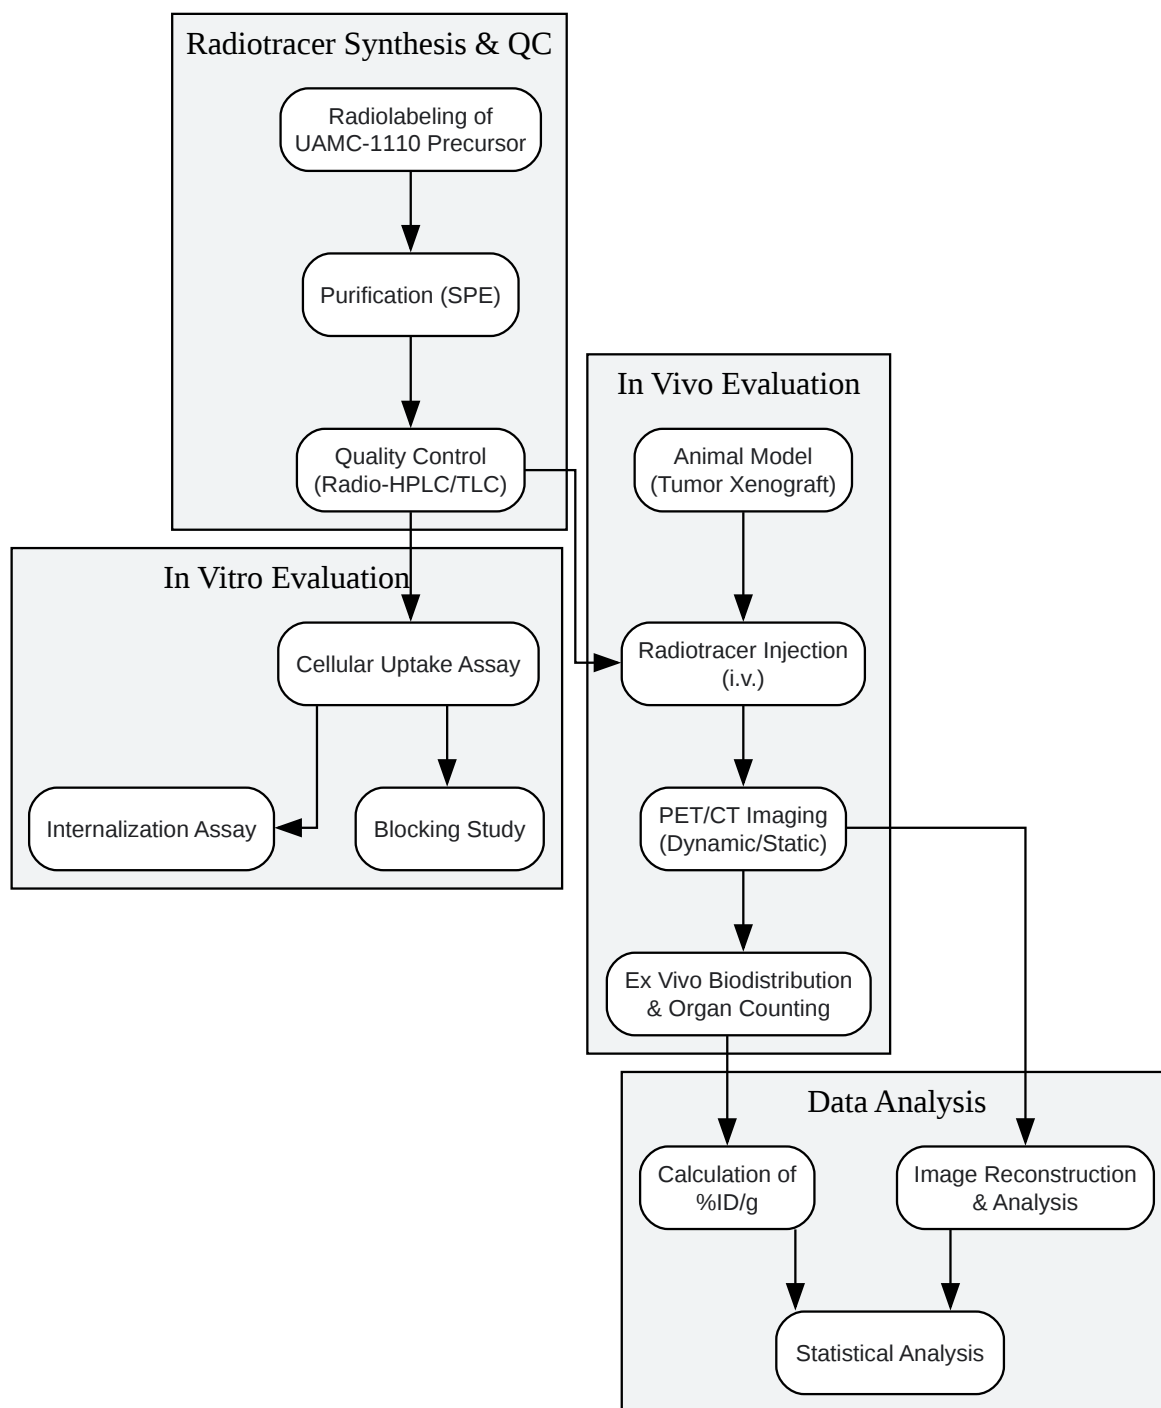 Radiotracer Synthesis & QC
Radiolabeling of
UAMC-1110 Precursor
Purification (SPE)
Quality Control
(Radio-HPLC/TLC)
In Vitro Evaluation
Cellular Uptake Assay
Internalization Assay
Blocking Study
In Vivo Evaluation
Animal Model
(Tumor Xenograft)
Radiotracer Injection
(i.v.)
PET/CT Imaging
(Dynamic/Static)
Ex Vivo Biodistribution
& Organ Counting
Data Analysis
Calculation of
%ID/g
Image Reconstruction
& Analysis
Statistical Analysis